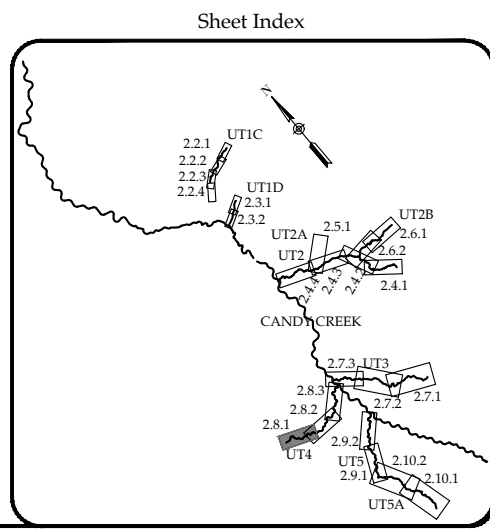 Sheet Index
N
2.2.1
UT1C
2.2.2
2.2.3
2.2.4
UT1D
2.3.1
2.3.2
UT2A
2.5.1
UT2B
2.6.1
UT2
2.6.2
2.4.4
2.4.3
2.4.2
2.4.1
CANDY CREEK
2.7.3
UT3
2.8.3
2.7.2
2.7.1
2.8.2
2.8.1
2.9.2
UT4
UT5
2.10.2
2.9.1
2.10.1
UT5A